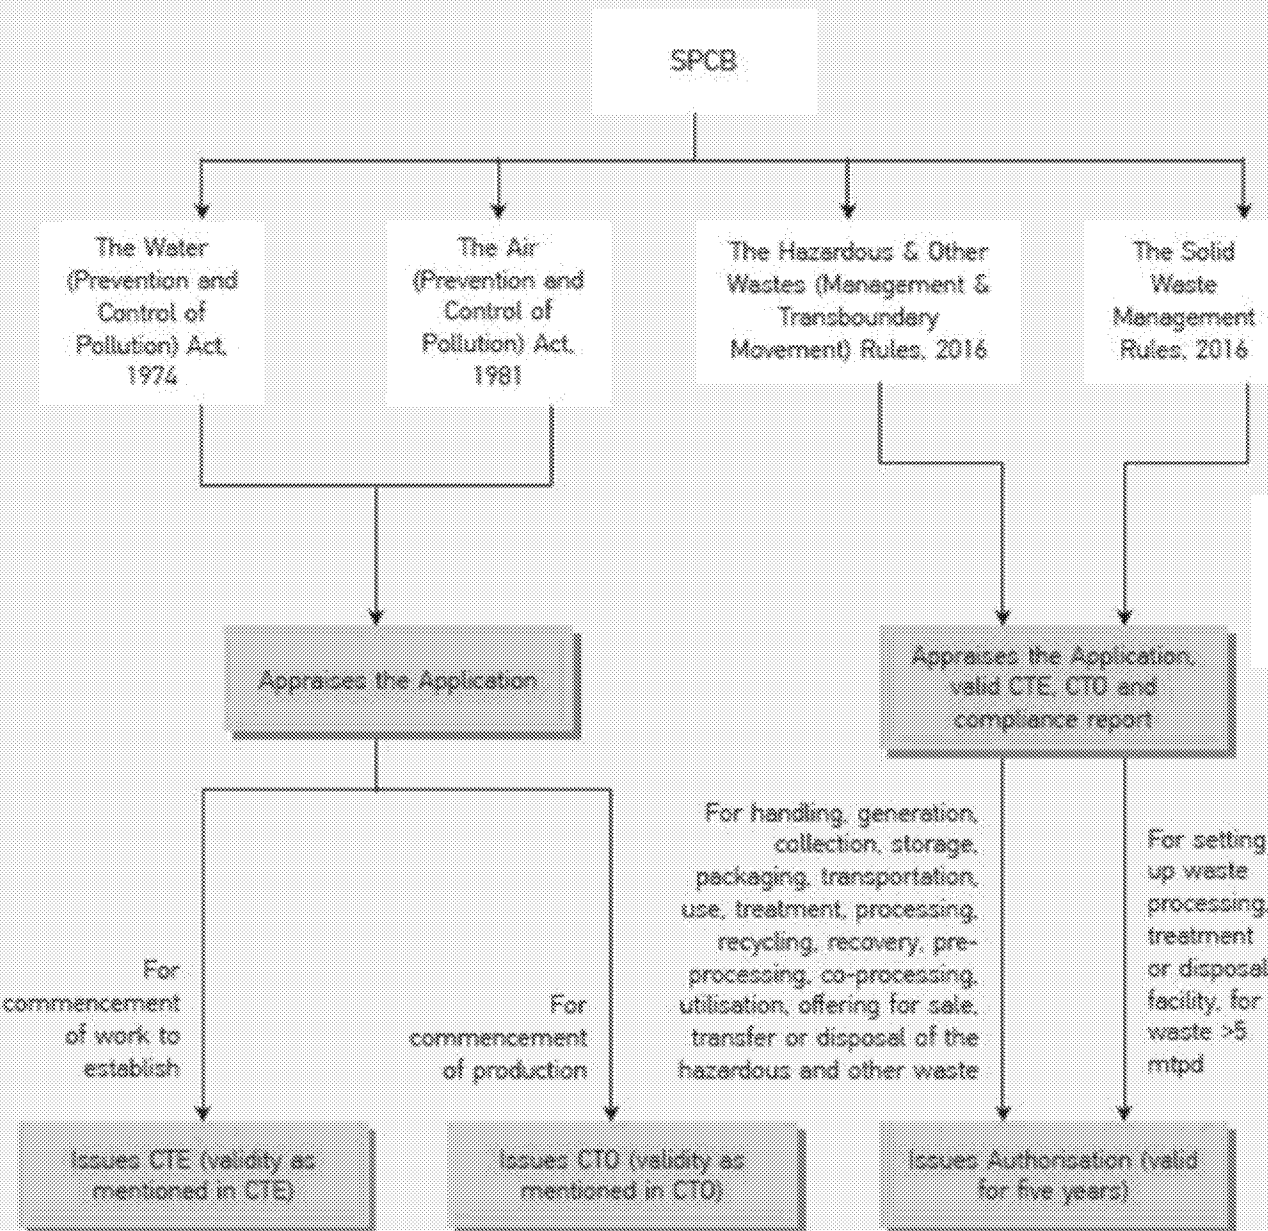 SPCB
The Water
(Prevention and
Control of
Pollution) Act,
1974
The Air
(Prevention and
Control of
Pollution) Act,
1981
The Hazardous & Other
Wastes (Management &
Transboundary
Movement) Rules, 2016
The Solid
Waste
Management
Rules, 2016
Appraises the Application
Appraises the Application,
valid CTE, CTO and
compliance report
For
commencement
of work to
establish
For
commencement
of production
For handling, generation,
collection, storage,
packaging, transportation,
use, treatment, processing,
recycling, recovery, pre-
processing, co-processing,
utilisation, offering for sale,
transfer or disposal of the
hazardous and other waste
For setting
up waste
processing,
treatment
or disposal
facility, for
waste >5
mtpd
Issues CTE (validity as
mentioned in CTE)
Issues CTO (validity as
mentioned in CTO)
Issues Authorisation (valid
for five years)